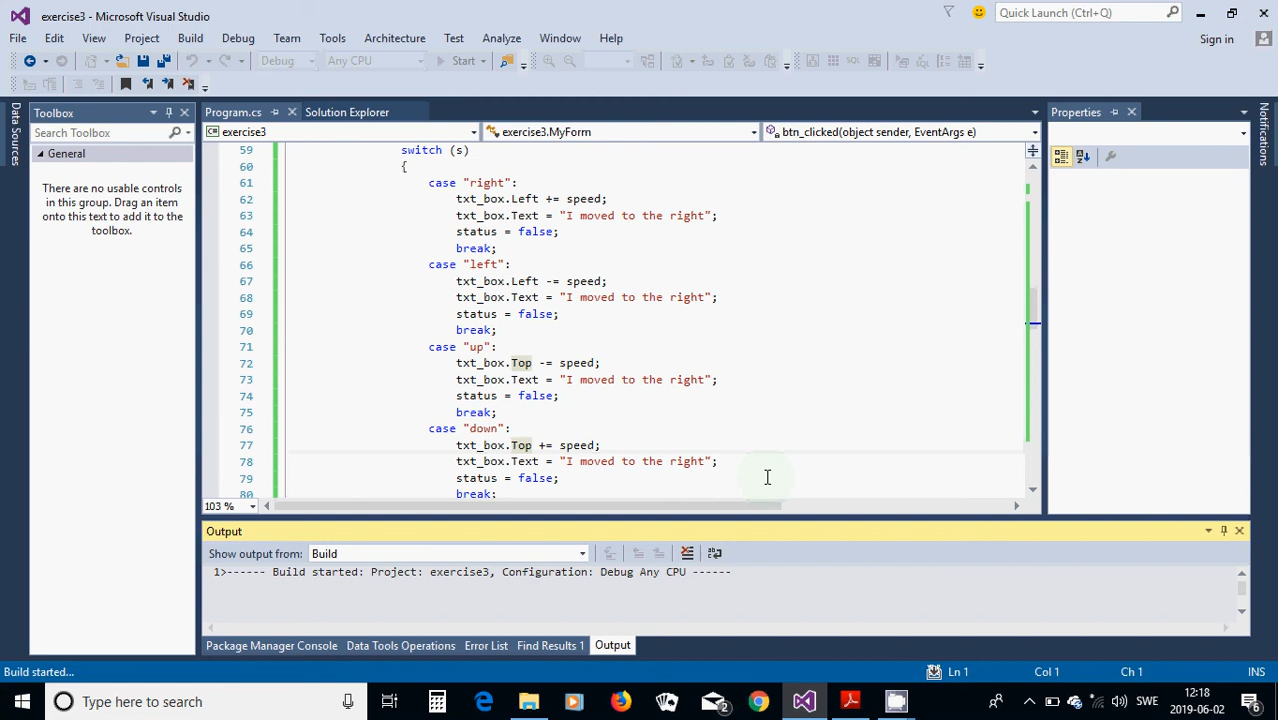 exercise3 - Microsoft Visual Studio
Quick Launch (Ctrl+Q)
File Edit View Project Build Debug Team Tools Architecture Test Analyze Window Help
Sign in
Debug Any CPU Start
Data Sources
Toolbox
Search Toolbox
General
There are no usable controls
in this group. Drag an item
onto this text to add it to the
toolbox.
Program.cs Solution Explorer
exercise3 exercise3.MyForm btn_clicked(object sender, EventArgs e)
59 switch (s)
60 {
61 case "right":
62 txt_box.Left += speed;
63 txt_box.Text = "I moved to the right";
64 status = false;
65 break;
66 case "left":
67 txt_box.Left -= speed;
68 txt_box.Text = "I moved to the right";
69 status = false;
70 break;
71 case "up":
72 txt_box.Top -= speed;
73 txt_box.Text = "I moved to the right";
74 status = false;
75 break;
76 case "down":
77 txt_box.Top += speed;
78 txt_box.Text = "I moved to the right";
79 status = false;
80 break;
103 %
Properties
Notifications
Output
Show output from: Build
1>------ Build started: Project: exercise3, Configuration: Debug Any CPU ------
Package Manager Console Data Tools Operations Error List Find Results 1 Output
Build started... Ln 1 Col 1 Ch 1 INS
Type here to search
2
SWE
12:18
2019-06-02
6